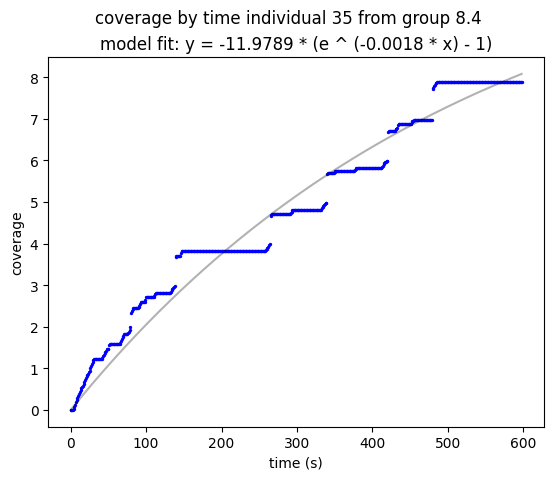 coverage by time individual 35 from group 8.4
model fit: y = -11.9789 * (e ^ (-0.0018 * x) - 1)
8
7
6
5
4
3
2
1
0
coverage
0 100 200 300 400 500 600
time (s)